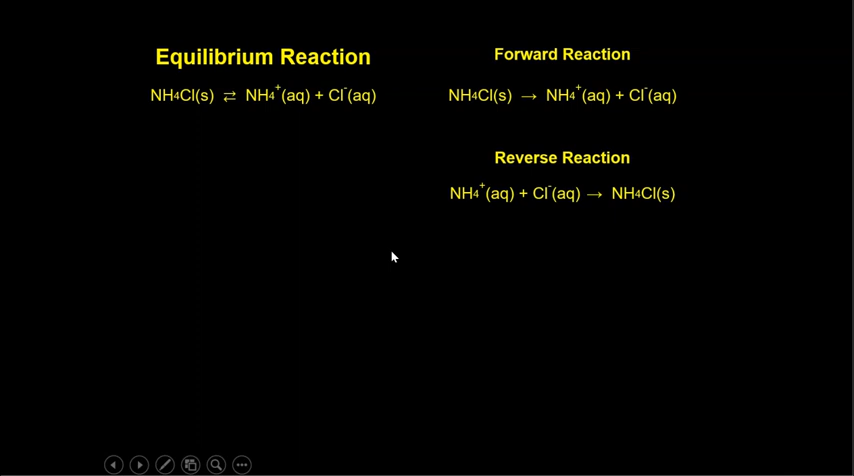 Equilibrium Reaction
NH4Cl(s) ⇄ NH4+(aq) + Cl-(aq)
Forward Reaction
NH4Cl(s) → NH4+(aq) + Cl-(aq)
Reverse Reaction
NH4+(aq) + Cl-(aq) → NH4Cl(s)